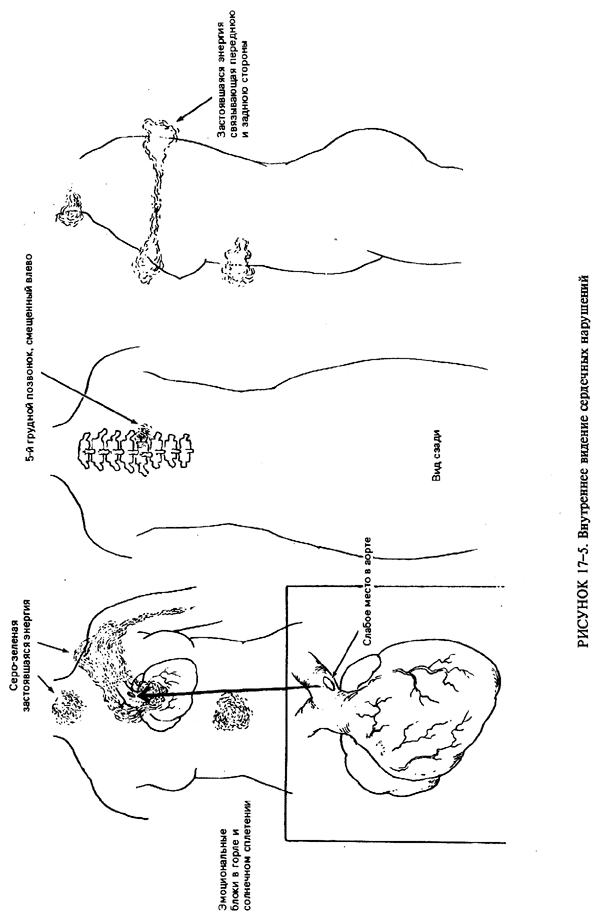 Серо-зеленая
застоявшаяся энергия
Эмоциональные
блоки в горле и
солнечном сплетении
Слабое место в аорте
5-й грудной позвонок, смещенный влево
Вид сзади
Застоявшаяся энергия
связывающая переднюю
и заднюю стороны
РИСУНОК 17–5. Внутреннее видение сердечных нарушений